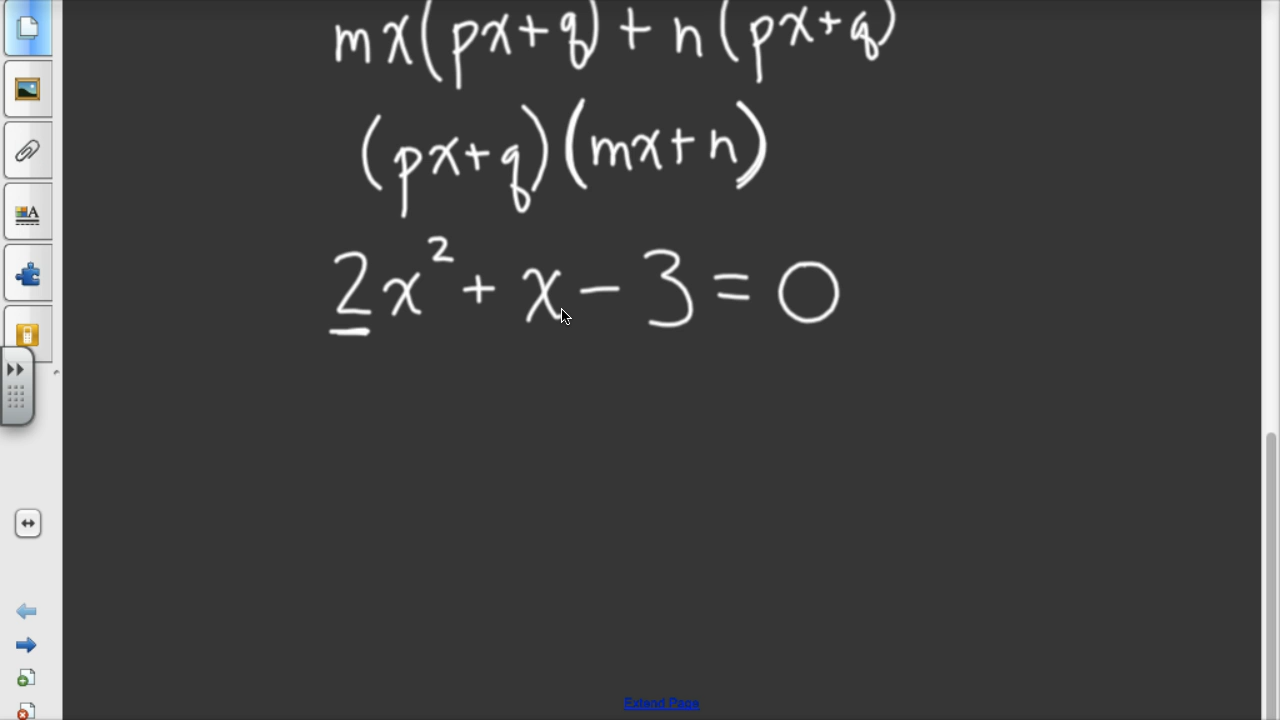 mx(px+q) + n(px+q)
(px+q)(mx+n)
2x² + x - 3 = 0
Extend Page